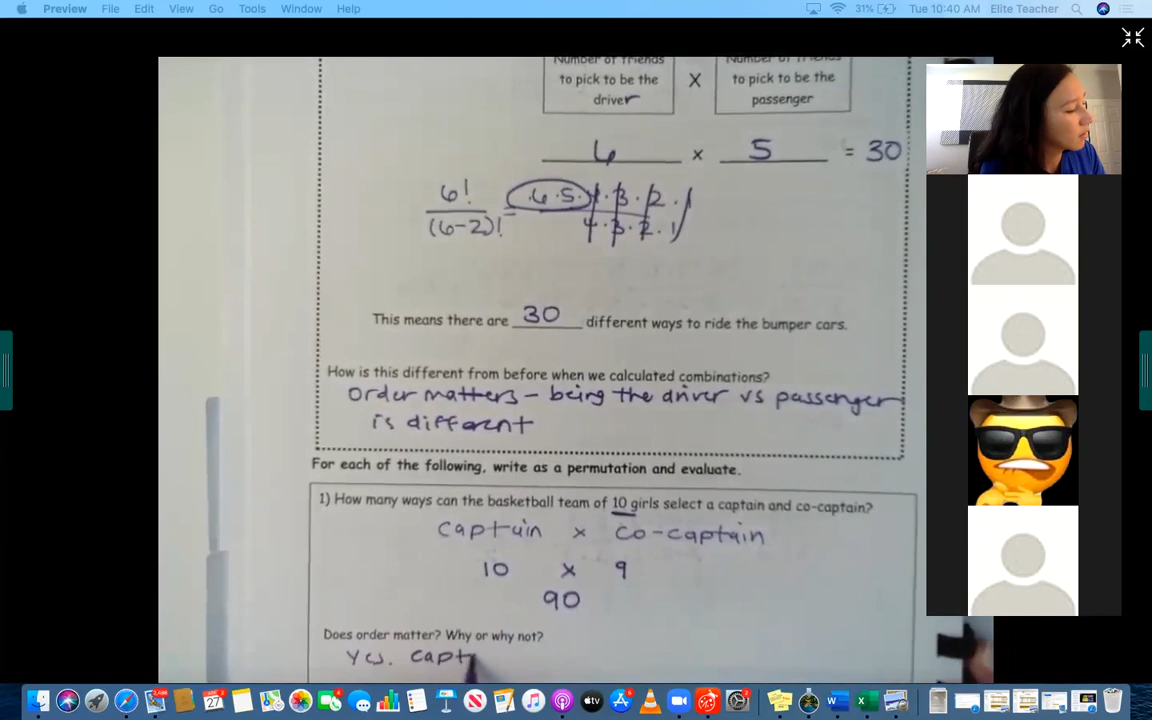 Preview File Edit View Go Tools Window Help 31% Tue 10:40 AM Elite Teacher
Number of friends Number of friends
to pick to be the X to pick to be the
driver passenger
6 x 5 = 30
6! / (6-2)! = 6·5·4·3·2·1 / 4·3·2·1
This means there are 30 different ways to ride the bumper cars.
How is this different from before when we calculated combinations?
Order matters - being the driver vs passenger
is different
For each of the following, write as a permutation and evaluate.
1) How many ways can the basketball team of 10 girls select a captain and co-captain?
captain x co-captain
10 x 9
90
Does order matter? Why or why not?
Yes. capt